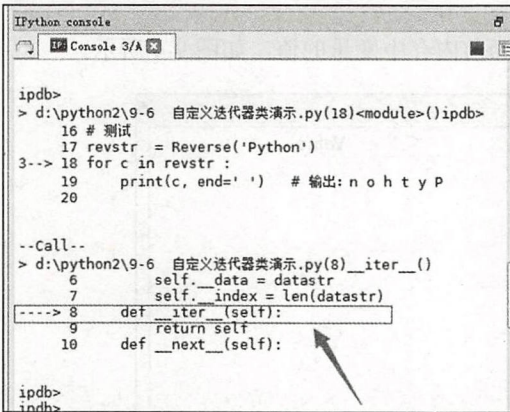 IPython console
IP Console 3/A
ipdb>
> d:\python2\9-6 自定义迭代器类演示.py(18)<module>()ipdb>
16 # 测试
17 revstr = Reverse('Python')
3--> 18 for c in revstr :
19 print(c, end=' ') # 输出: n o h t y P
20
--Call--
> d:\python2\9-6 自定义迭代器类演示.py(8)__iter__()
6 self.__data = datastr
7 self.__index = len(datastr)
----> 8 def __iter__(self):
9 return self
10 def __next__(self):
ipdb>
ipdb>